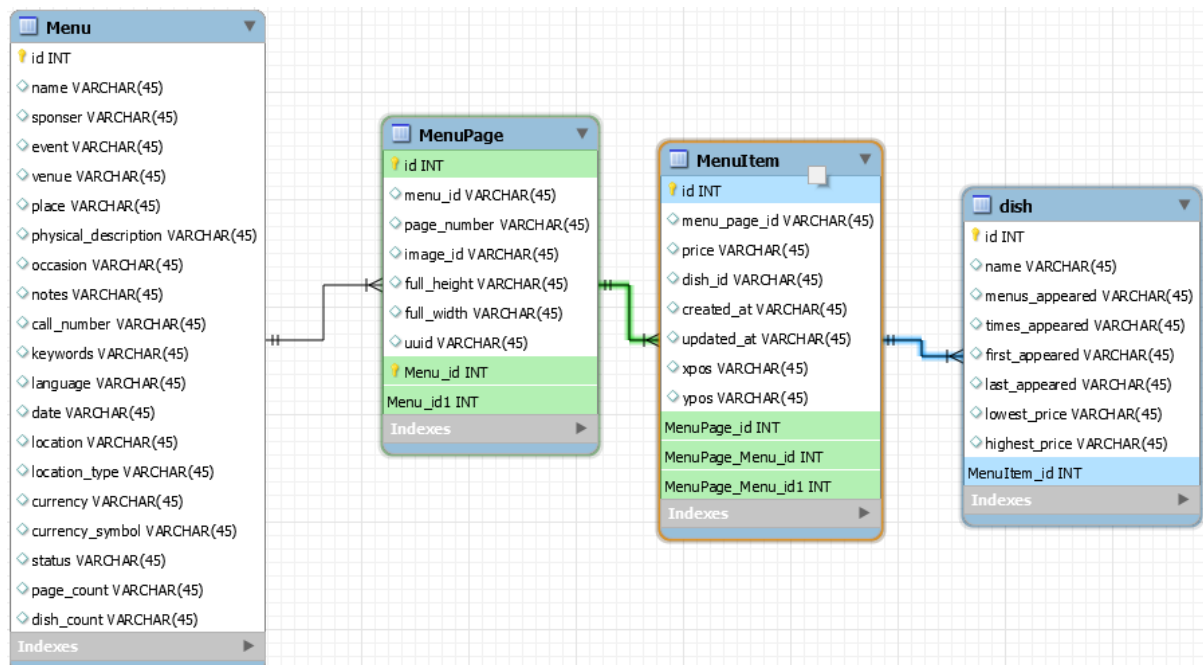 Menu
id INT
name VARCHAR(45)
sponser VARCHAR(45)
event VARCHAR(45)
venue VARCHAR(45)
place VARCHAR(45)
physical_description VARCHAR(45)
occasion VARCHAR(45)
notes VARCHAR(45)
call_number VARCHAR(45)
keywords VARCHAR(45)
language VARCHAR(45)
date VARCHAR(45)
location VARCHAR(45)
location_type VARCHAR(45)
currency VARCHAR(45)
currency_symbol VARCHAR(45)
status VARCHAR(45)
page_count VARCHAR(45)
dish_count VARCHAR(45)
Indexes
MenuPage
id INT
menu_id VARCHAR(45)
page_number VARCHAR(45)
image_id VARCHAR(45)
full_height VARCHAR(45)
full_width VARCHAR(45)
uuid VARCHAR(45)
Menu_id INT
Menu_id1 INT
Indexes
MenuItem
id INT
menu_page_id VARCHAR(45)
price VARCHAR(45)
dish_id VARCHAR(45)
created_at VARCHAR(45)
updated_at VARCHAR(45)
xpos VARCHAR(45)
ypos VARCHAR(45)
MenuPage_id INT
MenuPage_Menu_id INT
MenuPage_Menu_id1 INT
Indexes
dish
id INT
name VARCHAR(45)
menus_appeared VARCHAR(45)
times_appeared VARCHAR(45)
first_appeared VARCHAR(45)
last_appeared VARCHAR(45)
lowest_price VARCHAR(45)
highest_price VARCHAR(45)
MenuItem_id INT
Indexes